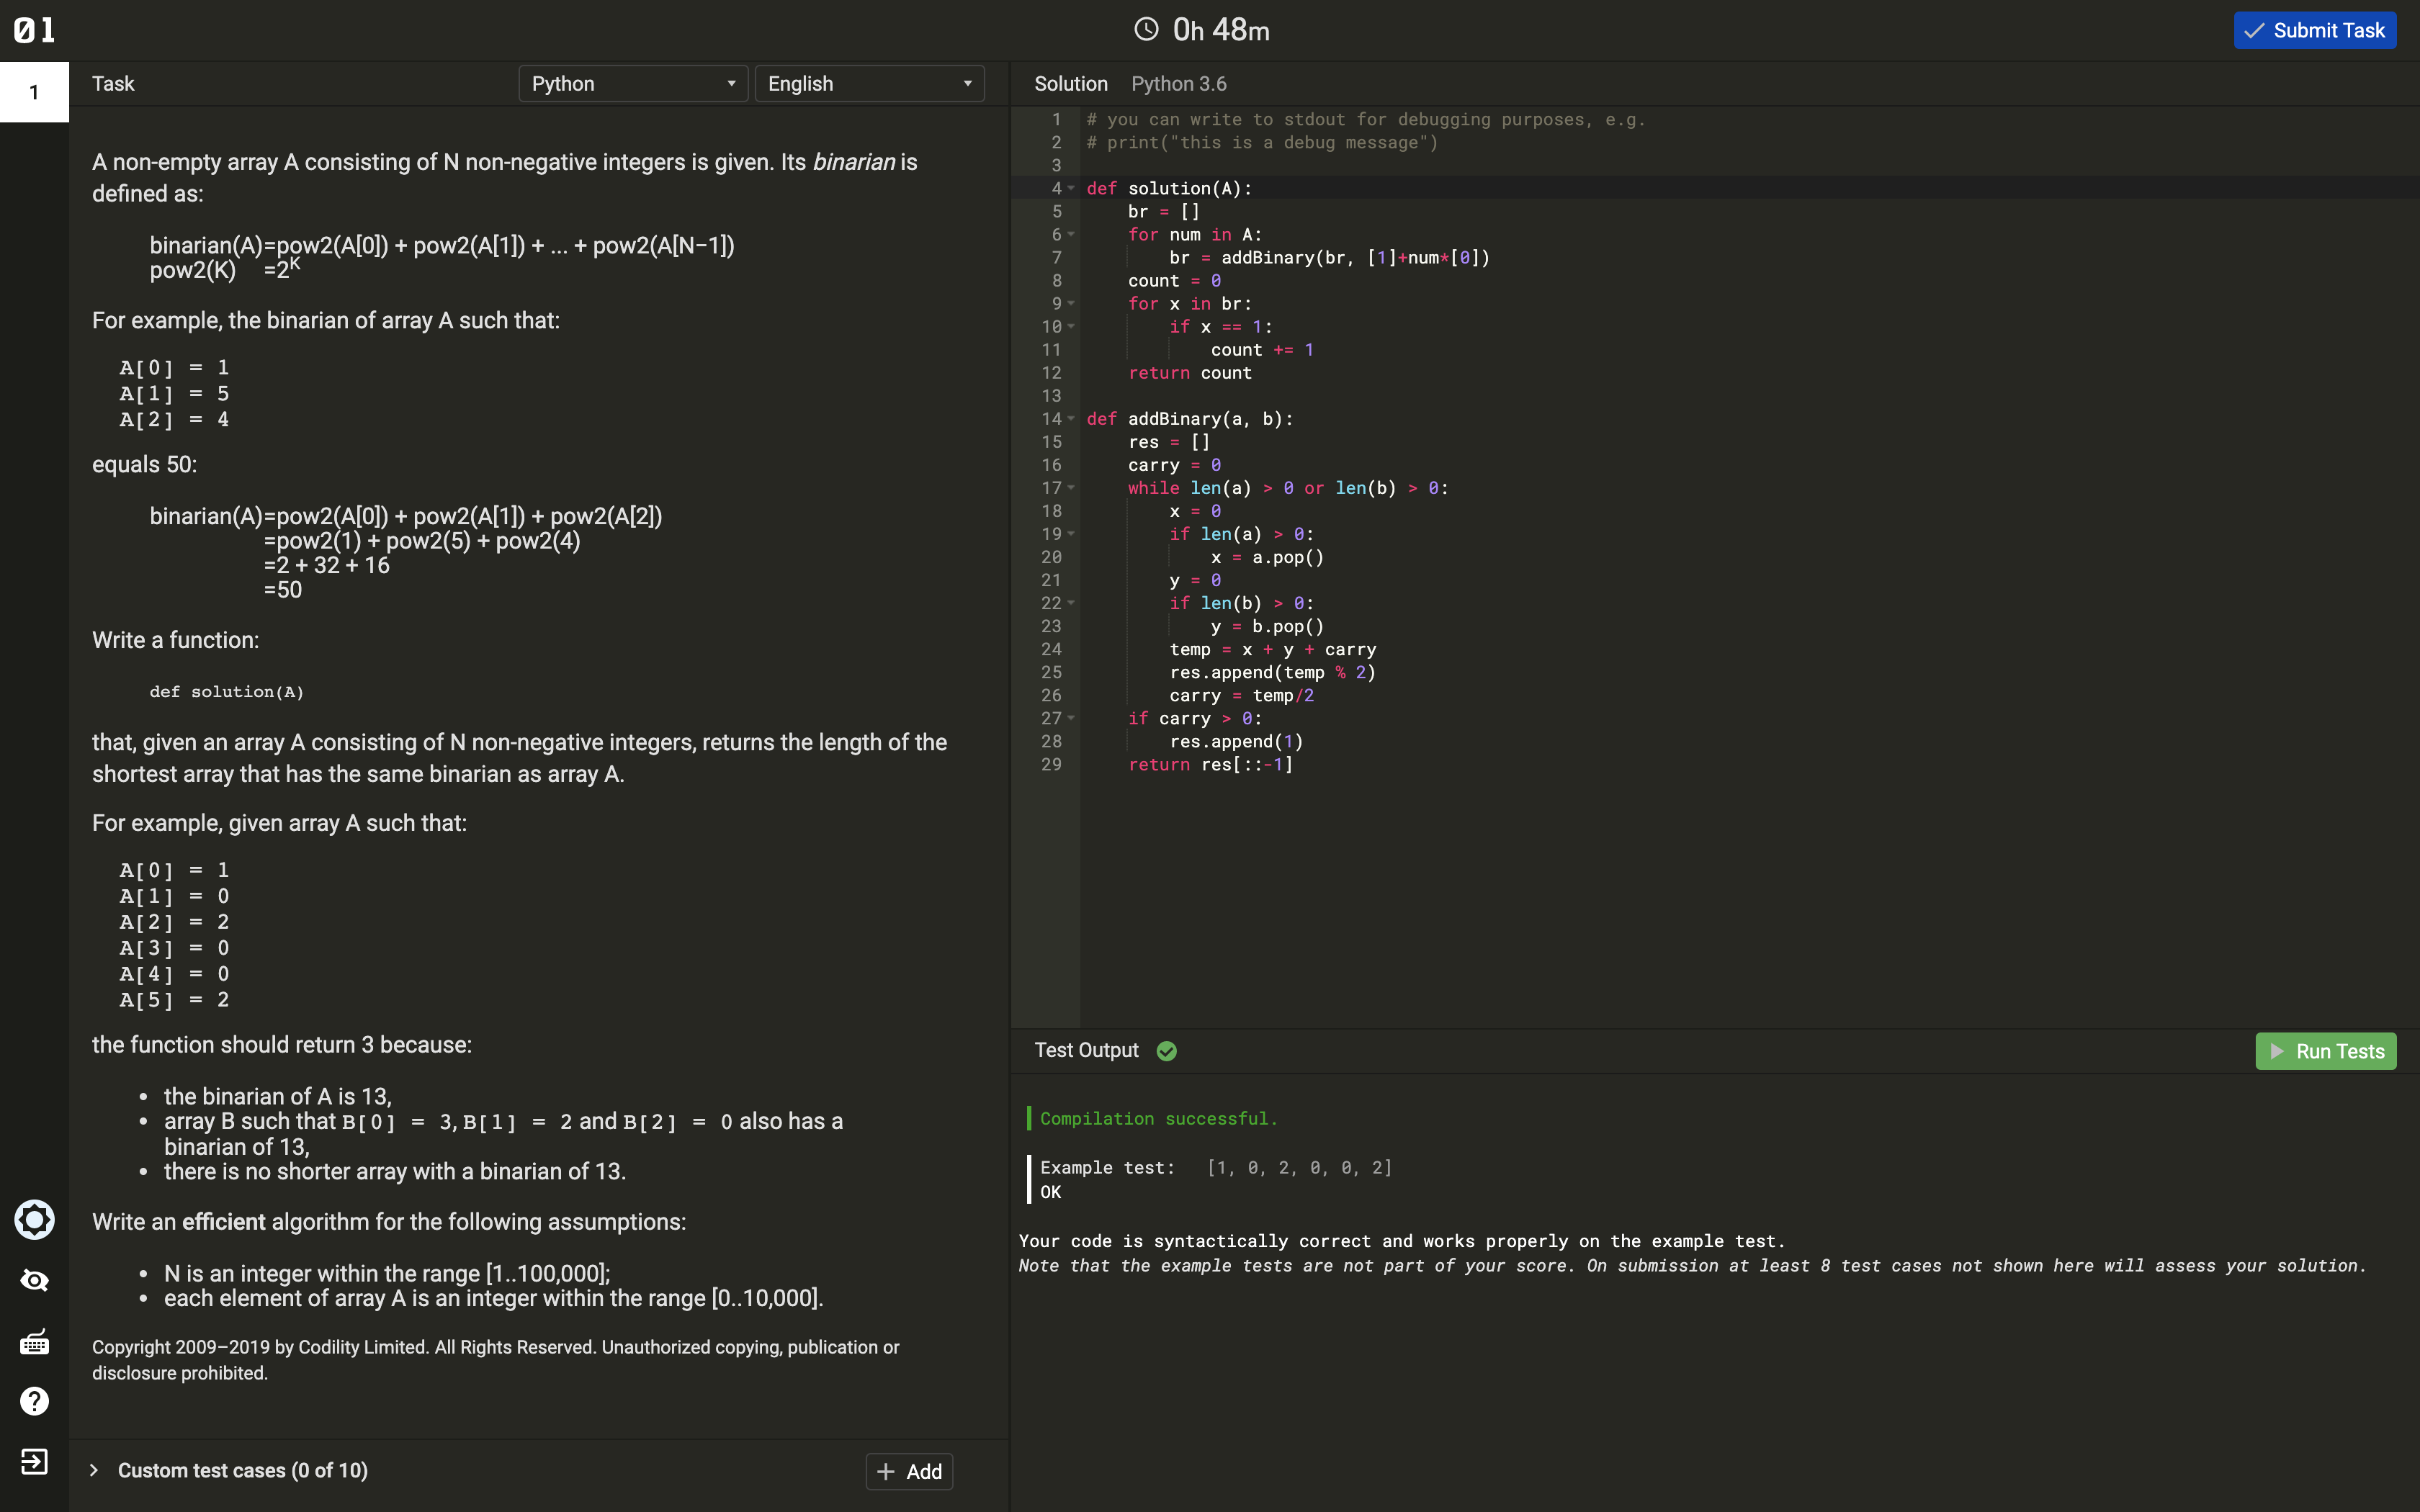 01
0h 48m
Submit Task
1
Task
Python
English
A non-empty array A consisting of N non-negative integers is given. Its binarian is
defined as:
binarian(A)=pow2(A[0]) + pow2(A[1]) + ... + pow2(A[N−1])
pow2(K) =2K
For example, the binarian of array A such that:
A[0] = 1
A[1] = 5
A[2] = 4
equals 50:
binarian(A)=pow2(A[0]) + pow2(A[1]) + pow2(A[2])
=pow2(1) + pow2(5) + pow2(4)
=2 + 32 + 16
=50
Write a function:
def solution(A)
that, given an array A consisting of N non-negative integers, returns the length of the
shortest array that has the same binarian as array A.
For example, given array A such that:
A[0] = 1
A[1] = 0
A[2] = 2
A[3] = 0
A[4] = 0
A[5] = 2
the function should return 3 because:
• the binarian of A is 13,
• array B such that B[0] = 3, B[1] = 2 and B[2] = 0 also has a
binarian of 13,
• there is no shorter array with a binarian of 13.
Write an efficient algorithm for the following assumptions:
• N is an integer within the range [1..100,000];
• each element of array A is an integer within the range [0..10,000].
Copyright 2009–2019 by Codility Limited. All Rights Reserved. Unauthorized copying, publication or
disclosure prohibited.
Custom test cases (0 of 10)
+ Add
Solution Python 3.6
1 # you can write to stdout for debugging purposes, e.g.
2 # print("this is a debug message")
3
4 def solution(A):
5 br = []
6 for num in A:
7 br = addBinary(br, [1]+num*[0])
8 count = 0
9 for x in br:
10 if x == 1:
11 count += 1
12 return count
13
14 def addBinary(a, b):
15 res = []
16 carry = 0
17 while len(a) > 0 or len(b) > 0:
18 x = 0
19 if len(a) > 0:
20 x = a.pop()
21 y = 0
22 if len(b) > 0:
23 y = b.pop()
24 temp = x + y + carry
25 res.append(temp % 2)
26 carry = temp/2
27 if carry > 0:
28 res.append(1)
29 return res[::-1]
Test Output
Run Tests
Compilation successful.
Example test: [1, 0, 2, 0, 0, 2]
OK
Your code is syntactically correct and works properly on the example test.
Note that the example tests are not part of your score. On submission at least 8 test cases not shown here will assess your solution.